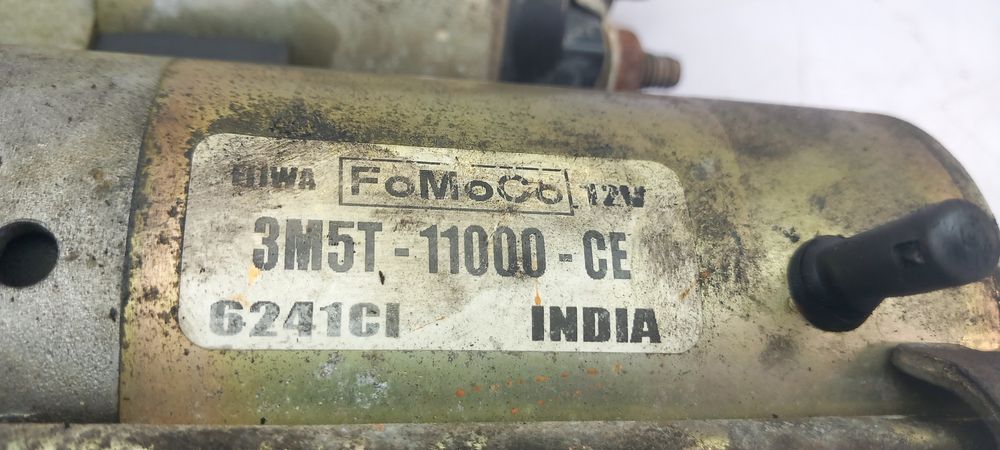 FoMoCo 12V
3M5T-11000-CE
6241CI INDIA